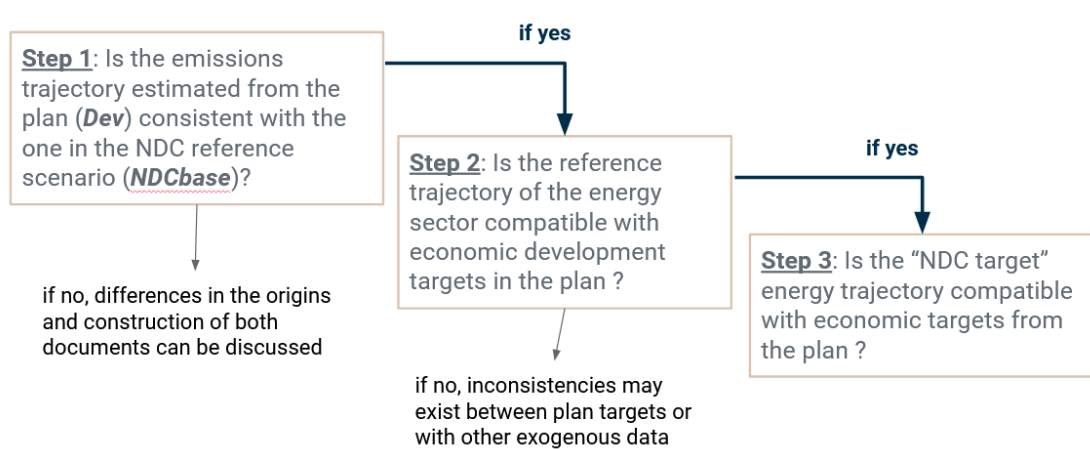 if yes
Step 1: Is the emissions
trajectory estimated from the
plan (Dev) consistent with the
one in the NDC reference
scenario (NDCbase)?
if yes
Step 2: Is the reference
trajectory of the energy
sector compatible with
economic development
targets in the plan ?
Step 3: Is the “NDC target”
energy trajectory compatible
with economic targets from
the plan ?
if no, differences in the origins
and construction of both
documents can be discussed
if no, inconsistencies may
exist between plan targets or
with other exogenous data